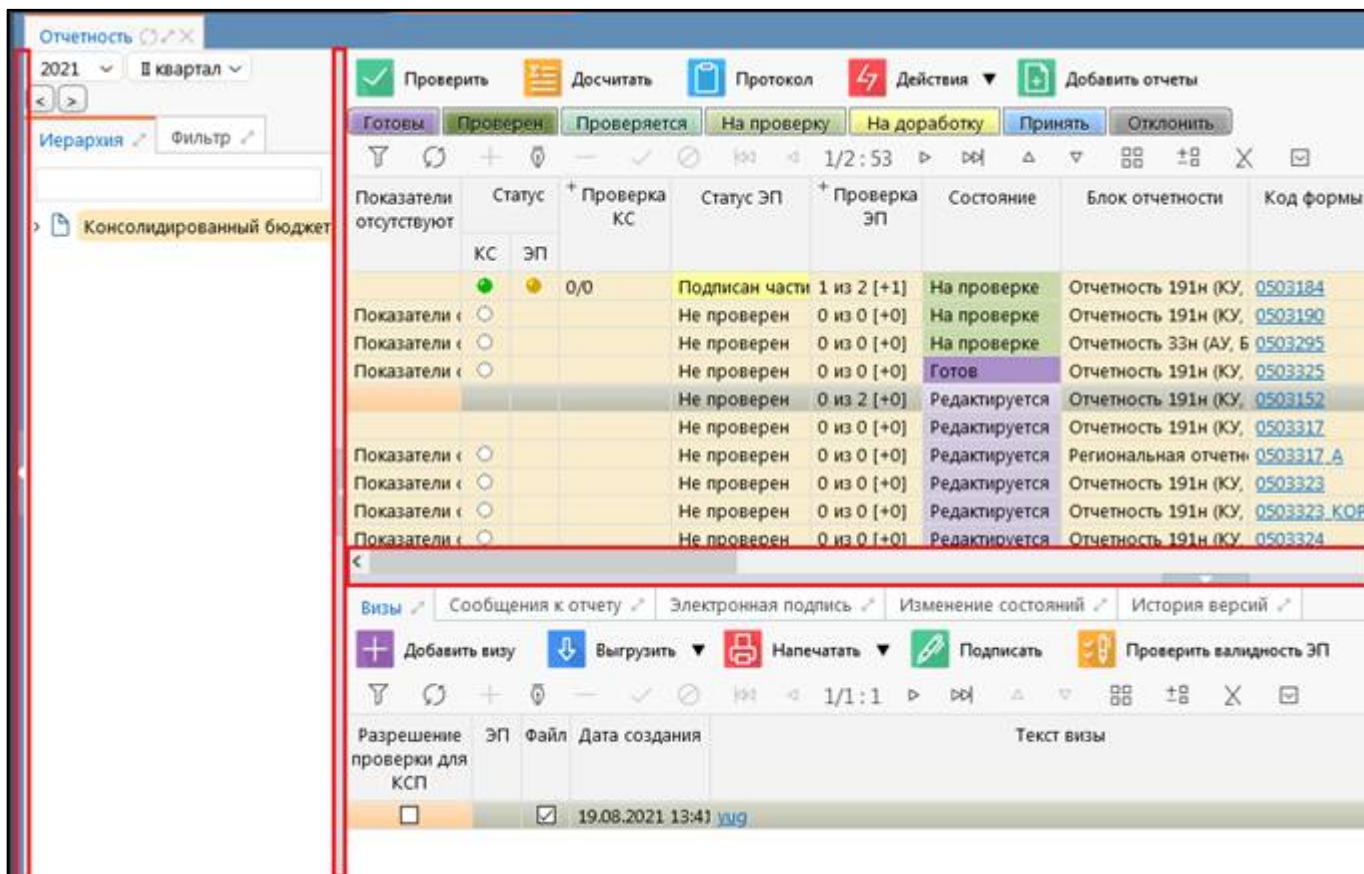 Отчетность
2021 II квартал
< >
Иерархия Фильтр
Консолидированный бюджет
Проверить Досчитать Протокол Действия ▼ Добавить отчеты
Готовы Проверен Проверяется На проверку На доработку Принять Отклонить
1/2 : 53
Показатели отсутствуют Статус + Проверка КС Статус ЭП + Проверка ЭП Состояние Блок отчетности Код формы
КС ЭП
0/0 Подписан части 1 из 2 [+1] На проверке Отчетность 191н (КУ, 0503184
Показатели Не проверен 0 из 0 [+0] На проверке Отчетность 191н (КУ, 0503190
Показатели Не проверен 0 из 0 [+0] На проверке Отчетность 33н (АУ, Б 0503295
Показатели Не проверен 0 из 0 [+0] Готов Отчетность 191н (КУ, 0503325
Не проверен 0 из 2 [+0] Редактируется Отчетность 191н (КУ, 0503152
Не проверен 0 из 0 [+0] Редактируется Отчетность 191н (КУ, 0503317
Показатели Не проверен 0 из 0 [+0] Редактируется Региональная отчетн 0503317_А
Показатели Не проверен 0 из 0 [+0] Редактируется Отчетность 191н (КУ, 0503323
Показатели Не проверен 0 из 0 [+0] Редактируется Отчетность 191н (КУ, 0503323_КОР
Показатели Не проверен 0 из 0 [+0] Редактируется Отчетность 191н (КУ, 0503324
Визы Сообщения к отчету Электронная подпись Изменение состояний История версий
Добавить визу Выгрузить ▼ Напечатать ▼ Подписать Проверить валидность ЭП
1/1 : 1
Разрешение проверки для КСП ЭП Файл Дата создания Текст визы
19.08.2021 13:41 yug